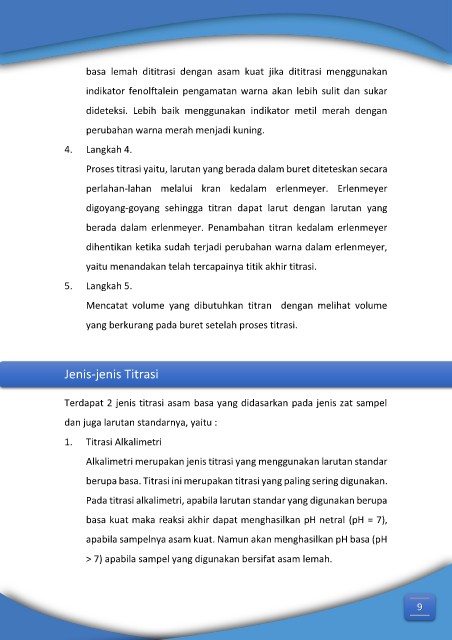 basa lemah dititrasi dengan asam kuat jika dititrasi menggunakan
indikator fenolftalein pengamatan warna akan lebih sulit dan sukar
dideteksi. Lebih baik menggunakan indikator metil merah dengan
perubahan warna merah menjadi kuning.
4. Langkah 4.
Proses titrasi yaitu, larutan yang berada dalam buret diteteskan secara
perlahan-lahan melalui kran kedalam erlenmeyer. Erlenmeyer
digoyang-goyang sehingga titran dapat larut dengan larutan yang
berada dalam erlenmeyer. Penambahan titran kedalam erlenmeyer
dihentikan ketika sudah terjadi perubahan warna dalam erlenmeyer,
yaitu menandakan telah tercapainya titik akhir titrasi.
5. Langkah 5.
Mencatat volume yang dibutuhkan titran dengan melihat volume
yang berkurang pada buret setelah proses titrasi.
Jenis-jenis Titrasi
Terdapat 2 jenis titrasi asam basa yang didasarkan pada jenis zat sampel
dan juga larutan standarnya, yaitu :
1. Titrasi Alkalimetri
Alkalimetri merupakan jenis titrasi yang menggunakan larutan standar
berupa basa. Titrasi ini merupakan titrasi yang paling sering digunakan.
Pada titrasi alkalimetri, apabila larutan standar yang digunakan berupa
basa kuat maka reaksi akhir dapat menghasilkan pH netral (pH = 7),
apabila sampelnya asam kuat. Namun akan menghasilkan pH basa (pH
> 7) apabila sampel yang digunakan bersifat asam lemah.
9